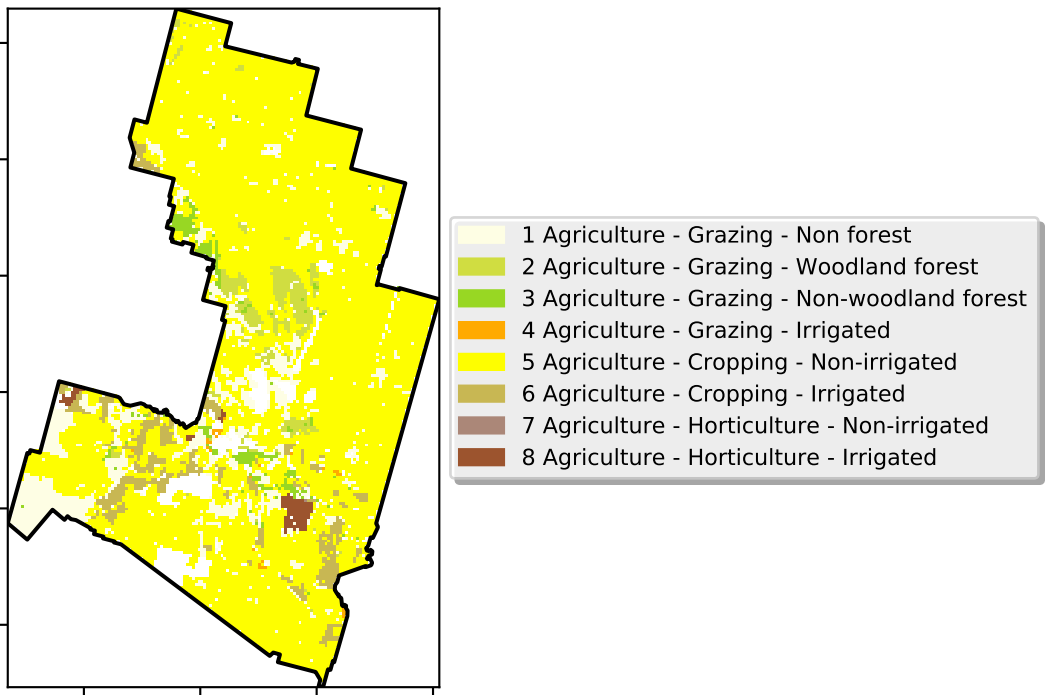 1 Agriculture - Grazing - Non forest
2 Agriculture - Grazing - Woodland forest
3 Agriculture - Grazing - Non-woodland forest
4 Agriculture - Grazing - Irrigated
5 Agriculture - Cropping - Non-irrigated
6 Agriculture - Cropping - Irrigated
7 Agriculture - Horticulture - Non-irrigated
8 Agriculture - Horticulture - Irrigated